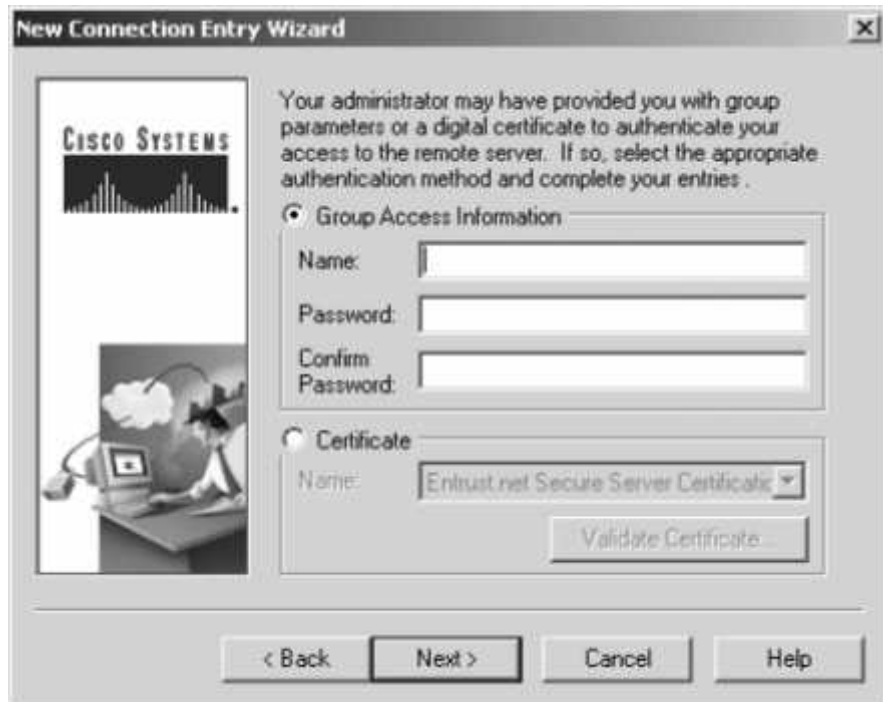 New Connection Entry Wizard
CISCO SYSTEMS
Your administrator may have provided you with group
parameters or a digital certificate to authenticate your
access to the remote server. If so, select the appropriate
authentication method and complete your entries .
Group Access Information
Name:
Password:
Confirm
Password:
Certificate
Name:
Entrust.net Secure Server Certificatic
Validate Certificate...
< Back
Next >
Cancel
Help